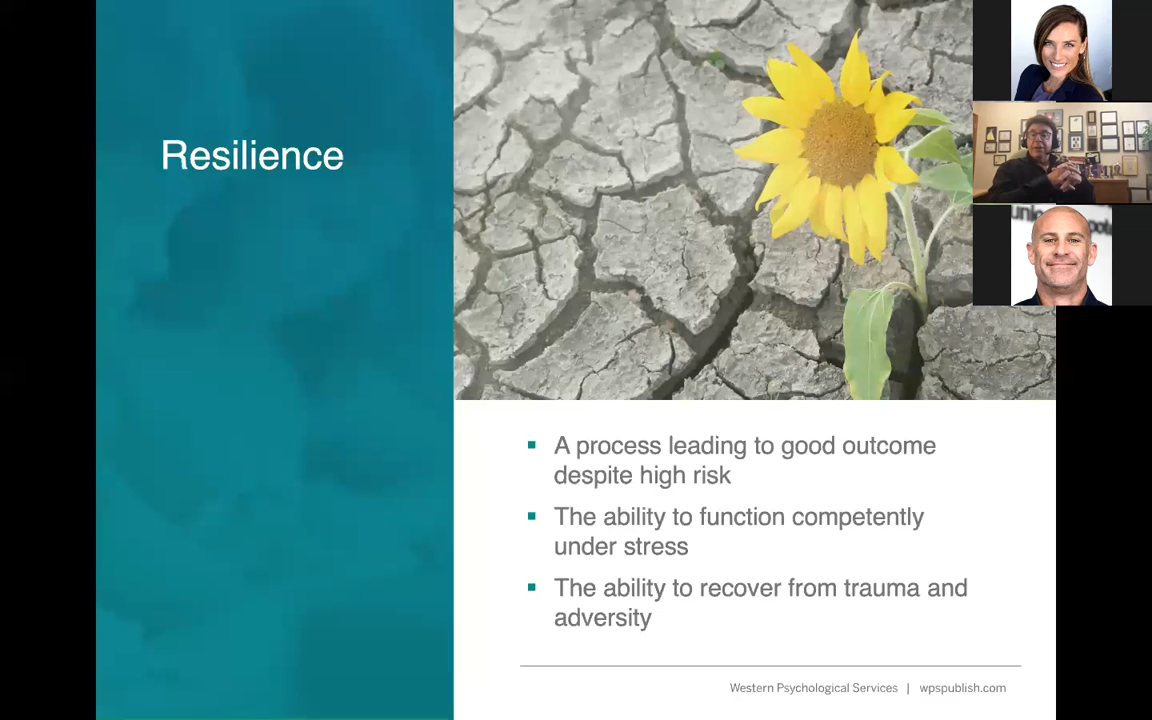 Resilience
A process leading to good outcome
despite high risk
The ability to function competently
under stress
The ability to recover from trauma and
adversity
Western Psychological Services | wpspublish.com